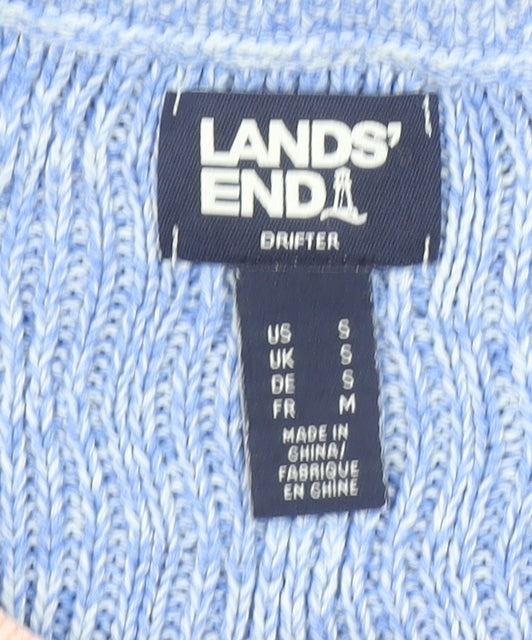 LANDS'
END
DRIFTER
US S
UK S
DE S
FR M
MADE IN
CHINA/
FABRIQUE
EN CHINE